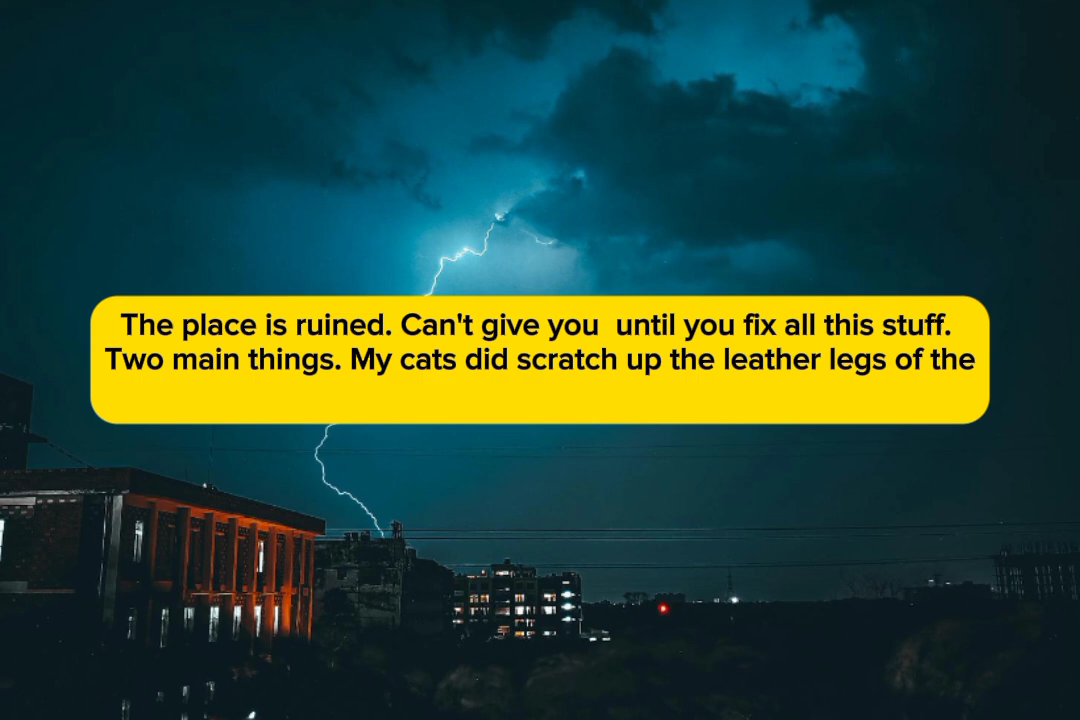 The place is ruined. Can't give you  until you fix all this stuff.
Two main things. My cats did scratch up the leather legs of the